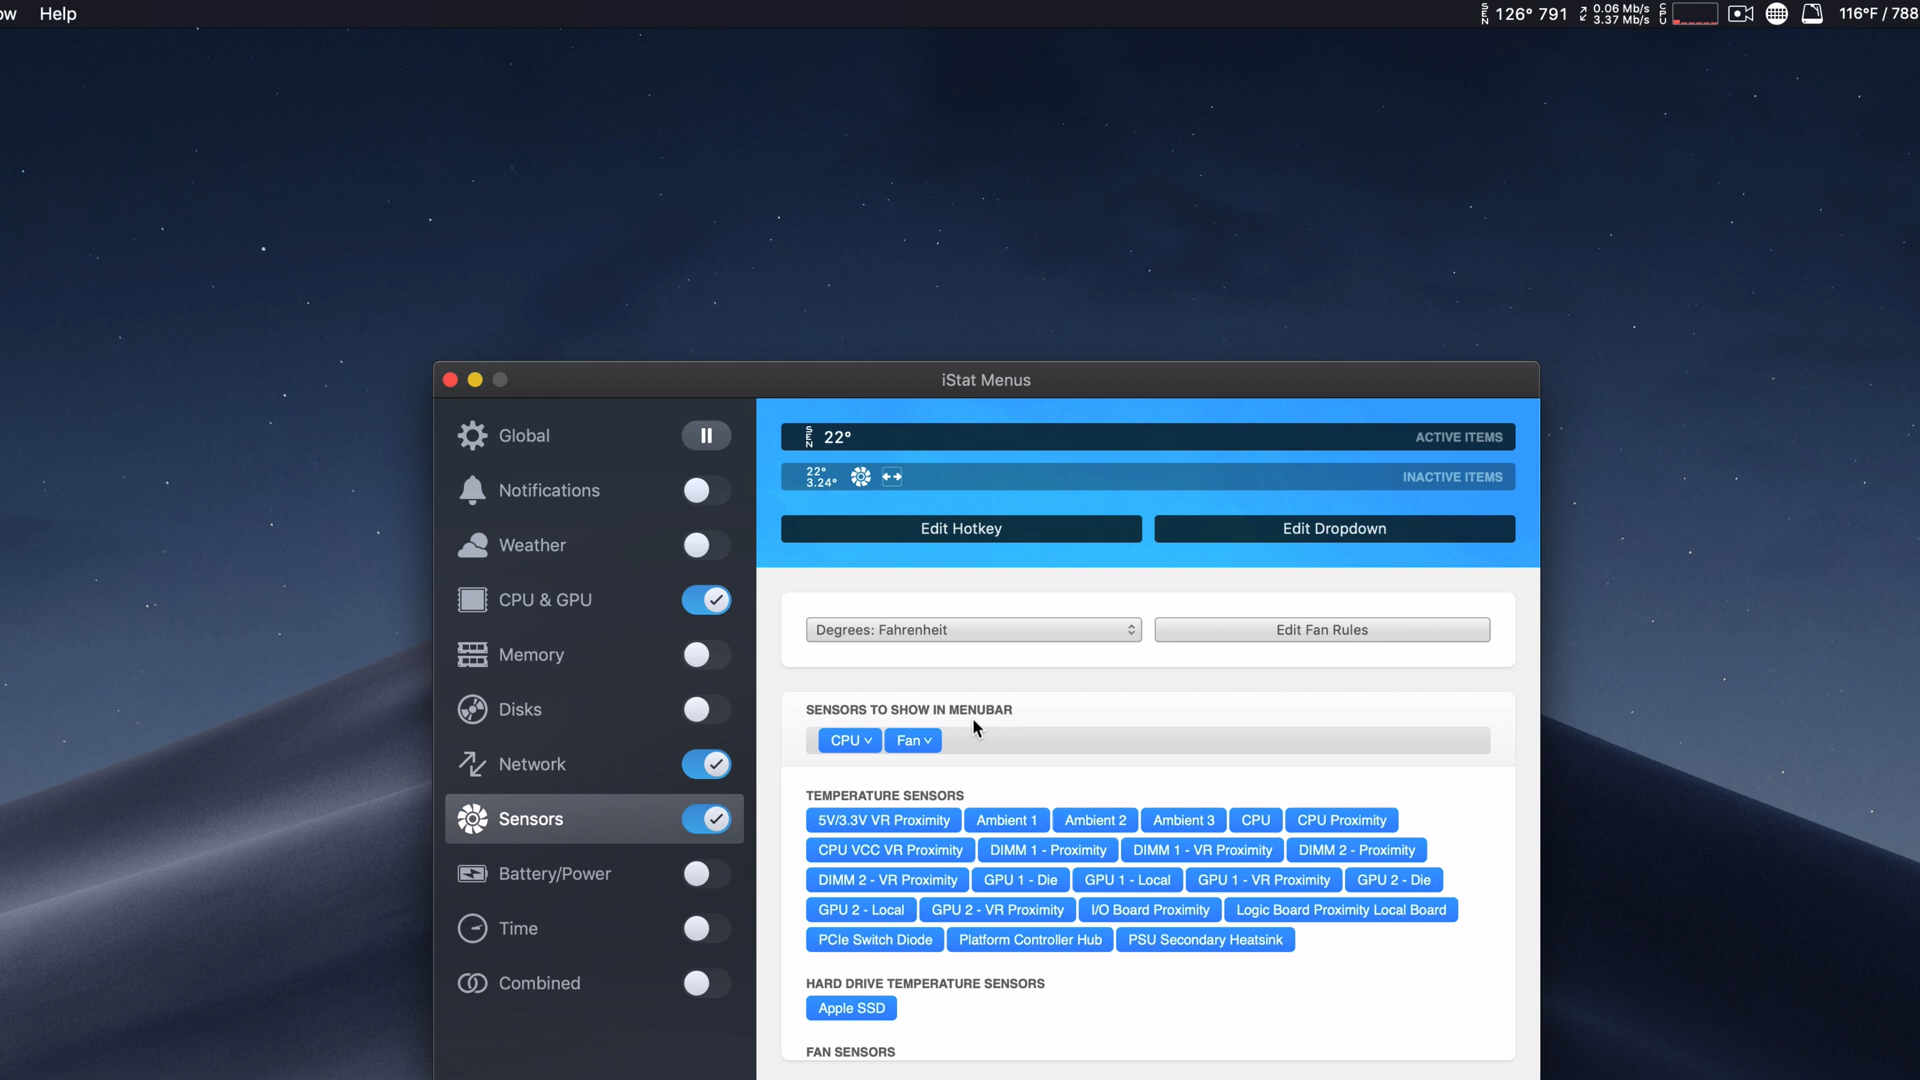 ow Help SEN 126° 791 0.06 Mb/s 3.37 Mb/s CPU 116°F / 788
iStat Menus
Global
Notifications
Weather
CPU & GPU
Memory
Disks
Network
Sensors
Battery/Power
Time
Combined
SEN 22° ACTIVE ITEMS
22° 3.24° INACTIVE ITEMS
Edit Hotkey Edit Dropdown
Degrees: Fahrenheit Edit Fan Rules
SENSORS TO SHOW IN MENUBAR
CPU Fan
TEMPERATURE SENSORS
5V/3.3V VR Proximity Ambient 1 Ambient 2 Ambient 3 CPU CPU Proximity
CPU VCC VR Proximity DIMM 1 - Proximity DIMM 1 - VR Proximity DIMM 2 - Proximity
DIMM 2 - VR Proximity GPU 1 - Die GPU 1 - Local GPU 1 - VR Proximity GPU 2 - Die
GPU 2 - Local GPU 2 - VR Proximity I/O Board Proximity Logic Board Proximity Local Board
PCIe Switch Diode Platform Controller Hub PSU Secondary Heatsink
HARD DRIVE TEMPERATURE SENSORS
Apple SSD
FAN SENSORS